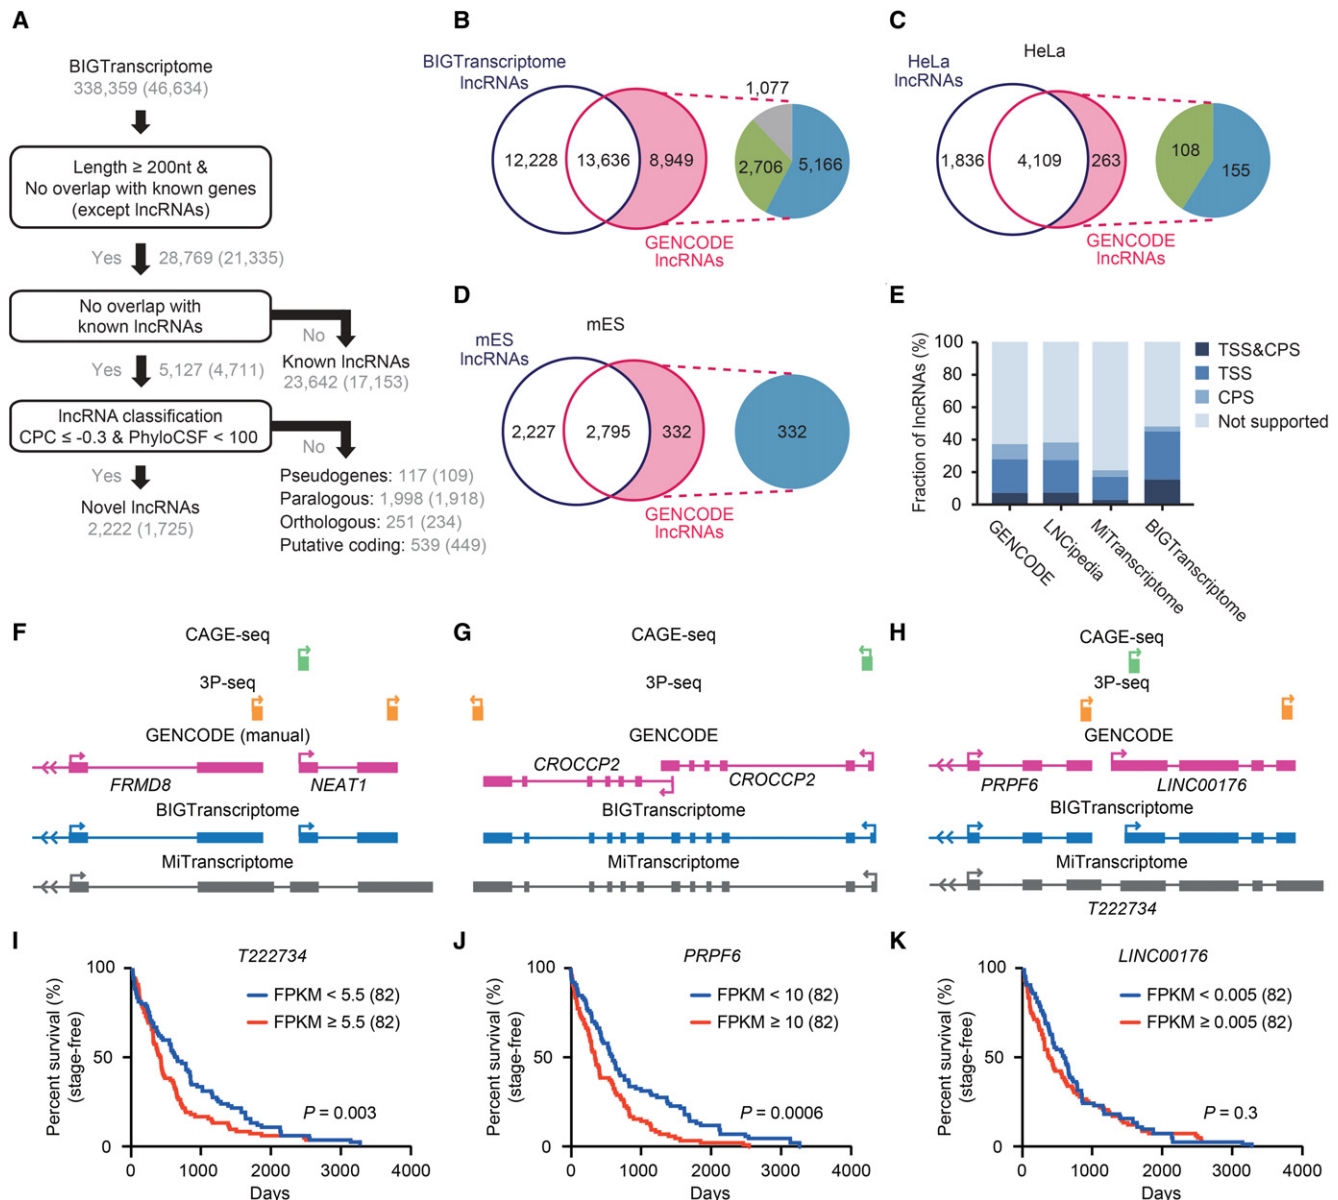 A
BIGTranscriptome
338,359 (46,634)
Length ≥ 200nt &
No overlap with known genes
(except lncRNAs)
Yes
28,769 (21,335)
No overlap with
known lncRNAs
No
Known lncRNAs
23,642 (17,153)
Yes
5,127 (4,711)
lncRNA classification
CPC ≤ -0.3 & PhyloCSF < 100
No
Yes
Novel lncRNAs
2,222 (1,725)
Pseudogenes: 117 (109)
Paralogous: 1,998 (1,918)
Orthologous: 251 (234)
Putative coding: 539 (449)
B
BIGTranscriptome
lncRNAs
12,228
13,636
8,949
1,077
2,706
5,166
GENCODE
lncRNAs
C
HeLa
HeLa
lncRNAs
1,836
4,109
263
108
155
GENCODE
lncRNAs
D
mES
mES
lncRNAs
2,227
2,795
332
332
GENCODE
lncRNAs
E
Fraction of lncRNAs (%)
100
80
60
40
20
0
GENCODE
LNCipedia
MiTranscriptome
BIGTranscriptome
TSS&CPS
TSS
CPS
Not supported
F
CAGE-seq
3P-seq
GENCODE (manual)
FRMD8
NEAT1
BIGTranscriptome
MiTranscriptome
G
CAGE-seq
3P-seq
GENCODE
CROCCP2
CROCCP2
BIGTranscriptome
MiTranscriptome
H
CAGE-seq
3P-seq
GENCODE
PRPF6
LINC00176
BIGTranscriptome
MiTranscriptome
T222734
I
T222734
Percent survival (%)
(stage-free)
100
50
0
FPKM < 5.5 (82)
FPKM ≥ 5.5 (82)
P = 0.003
0
1000
2000
3000
4000
Days
J
PRPF6
Percent survival (%)
(stage-free)
100
50
0
FPKM < 10 (82)
FPKM ≥ 10 (82)
P = 0.0006
0
1000
2000
3000
4000
Days
K
LINC00176
Percent survival (%)
(stage-free)
100
50
0
FPKM < 0.005 (82)
FPKM ≥ 0.005 (82)
P = 0.3
0
1000
2000
3000
4000
Days